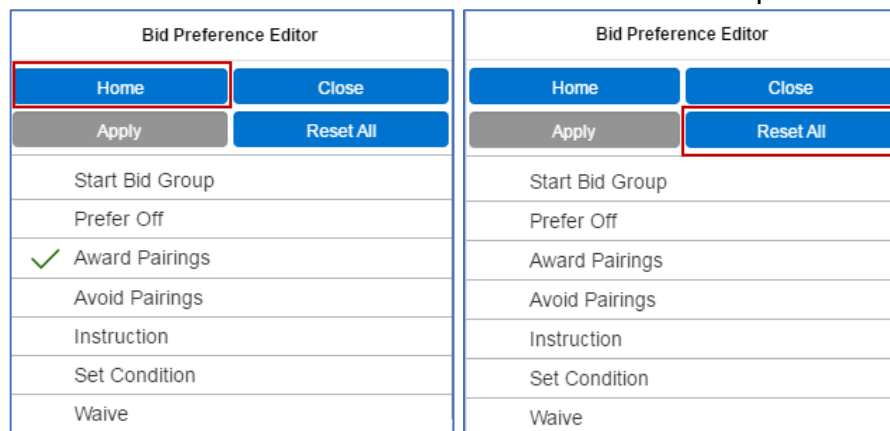 Bid Preference Editor
Home Close
Apply Reset All
Start Bid Group
Prefer Off
Award Pairings
Avoid Pairings
Instruction
Set Condition
Waive
Bid Preference Editor
Home Close
Apply Reset All
Start Bid Group
Prefer Off
Award Pairings
Avoid Pairings
Instruction
Set Condition
Waive